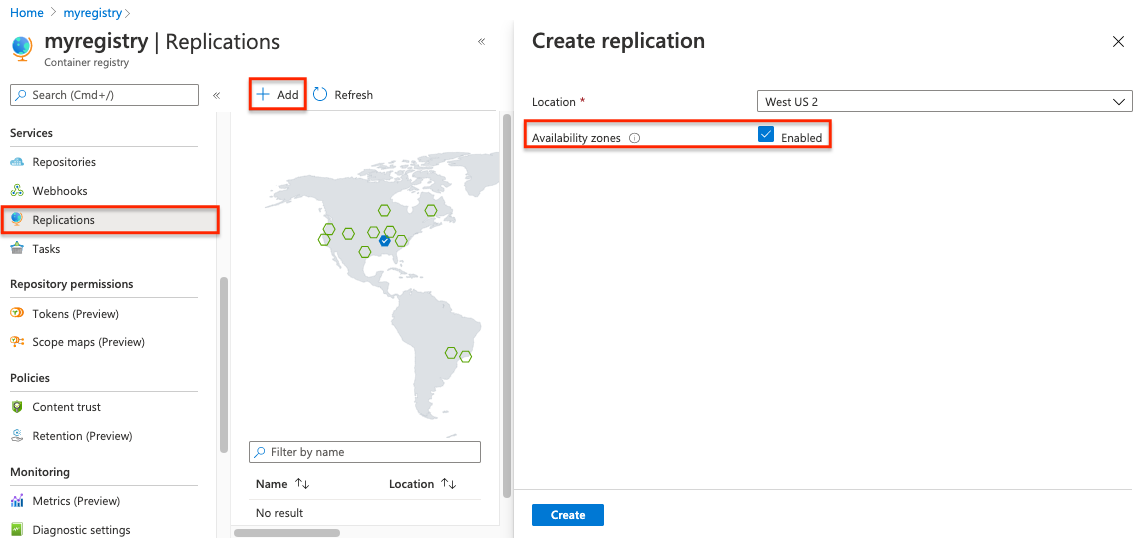 Home > myregistry >
myregistry | Replications
Container registry
Search (Cmd+/)
Services
Repositories
Webhooks
Replications
Tasks
Repository permissions
Tokens (Preview)
Scope maps (Preview)
Policies
Content trust
Retention (Preview)
Monitoring
Metrics (Preview)
Diagnostic settings
Add
Refresh
Filter by name
Name Location
No result
Create replication
Location * West US 2
Availability zones Enabled
Create